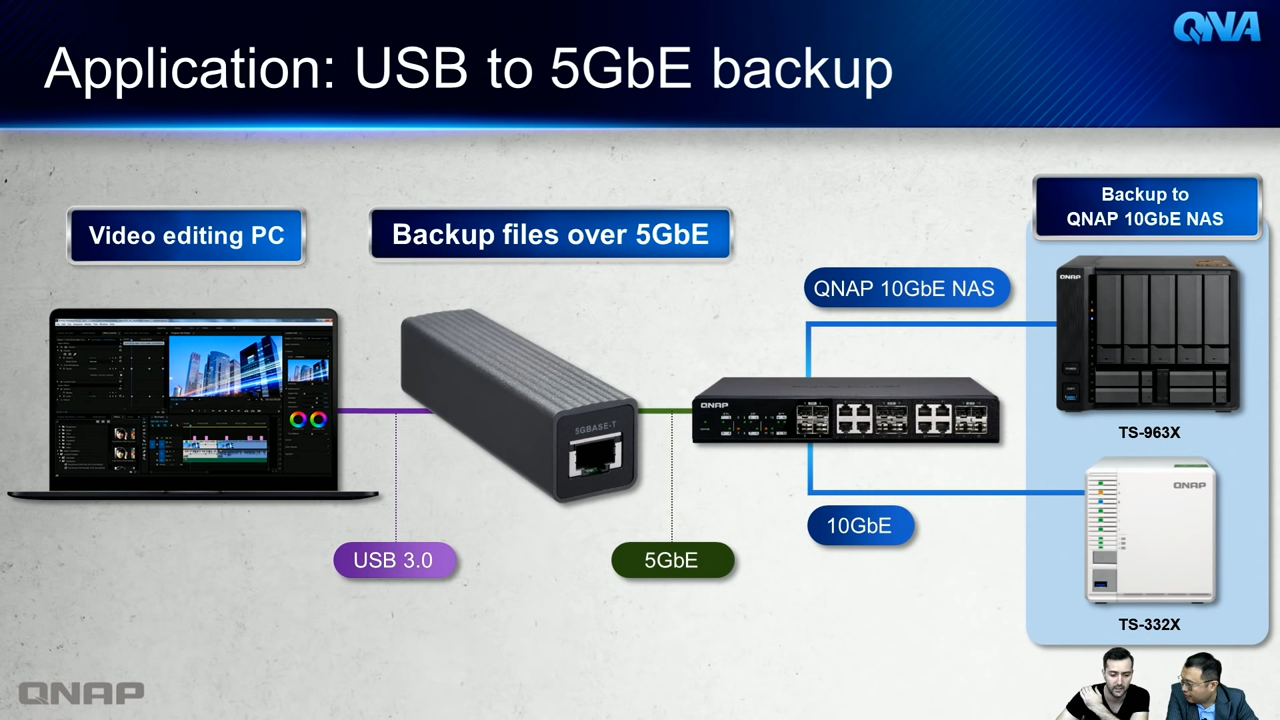 QNA
Application: USB to 5GbE backup
Backup to
QNAP 10GbE NAS
Video editing PC
Backup files over 5GbE
QNAP 10GbE NAS
QNAP
TS-963X
5GBASE-T
QNAP
10GbE
QNAP
USB 3.0
5GbE
TS-332X
QNAP